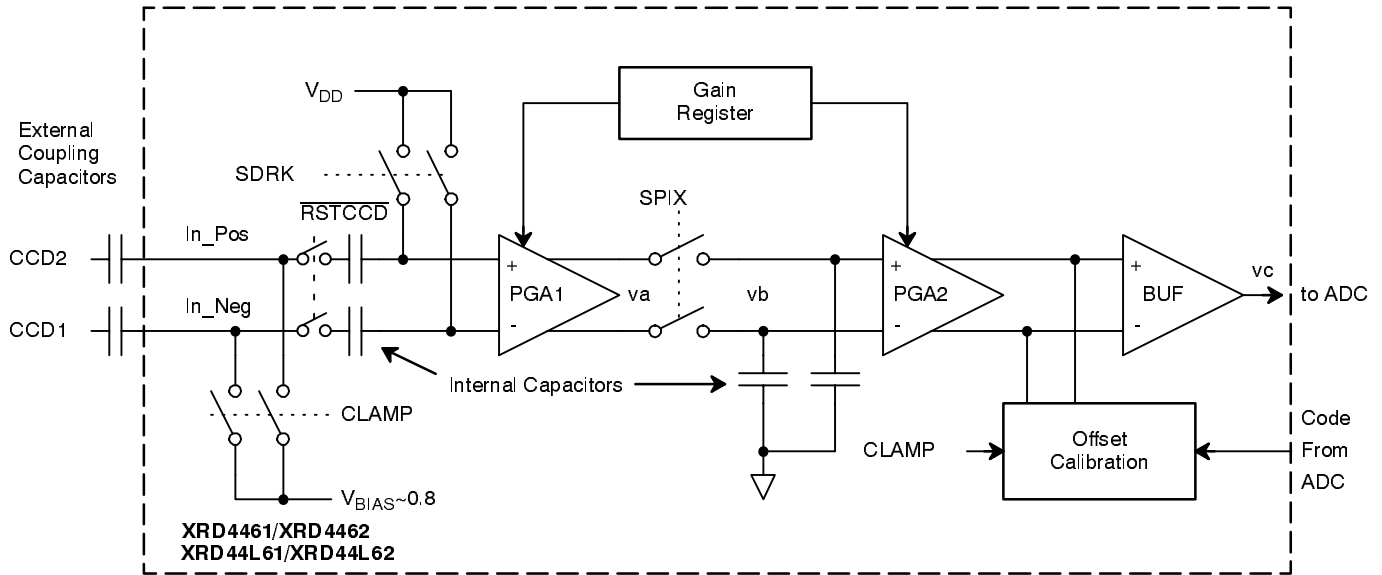 External
Coupling
Capacitors
V_DD
Gain
Register
SDRK
RSTCCD
SPIX
CCD2
In_Pos
+
PGA1
-
va
vb
+
PGA2
-
+
BUF
-
vc
to ADC
CCD1
In_Neg
Internal Capacitors
CLAMP
CLAMP
Offset
Calibration
Code
From
ADC
V_BIAS~0.8
XRD4461/XRD4462
XRD44L61/XRD44L62